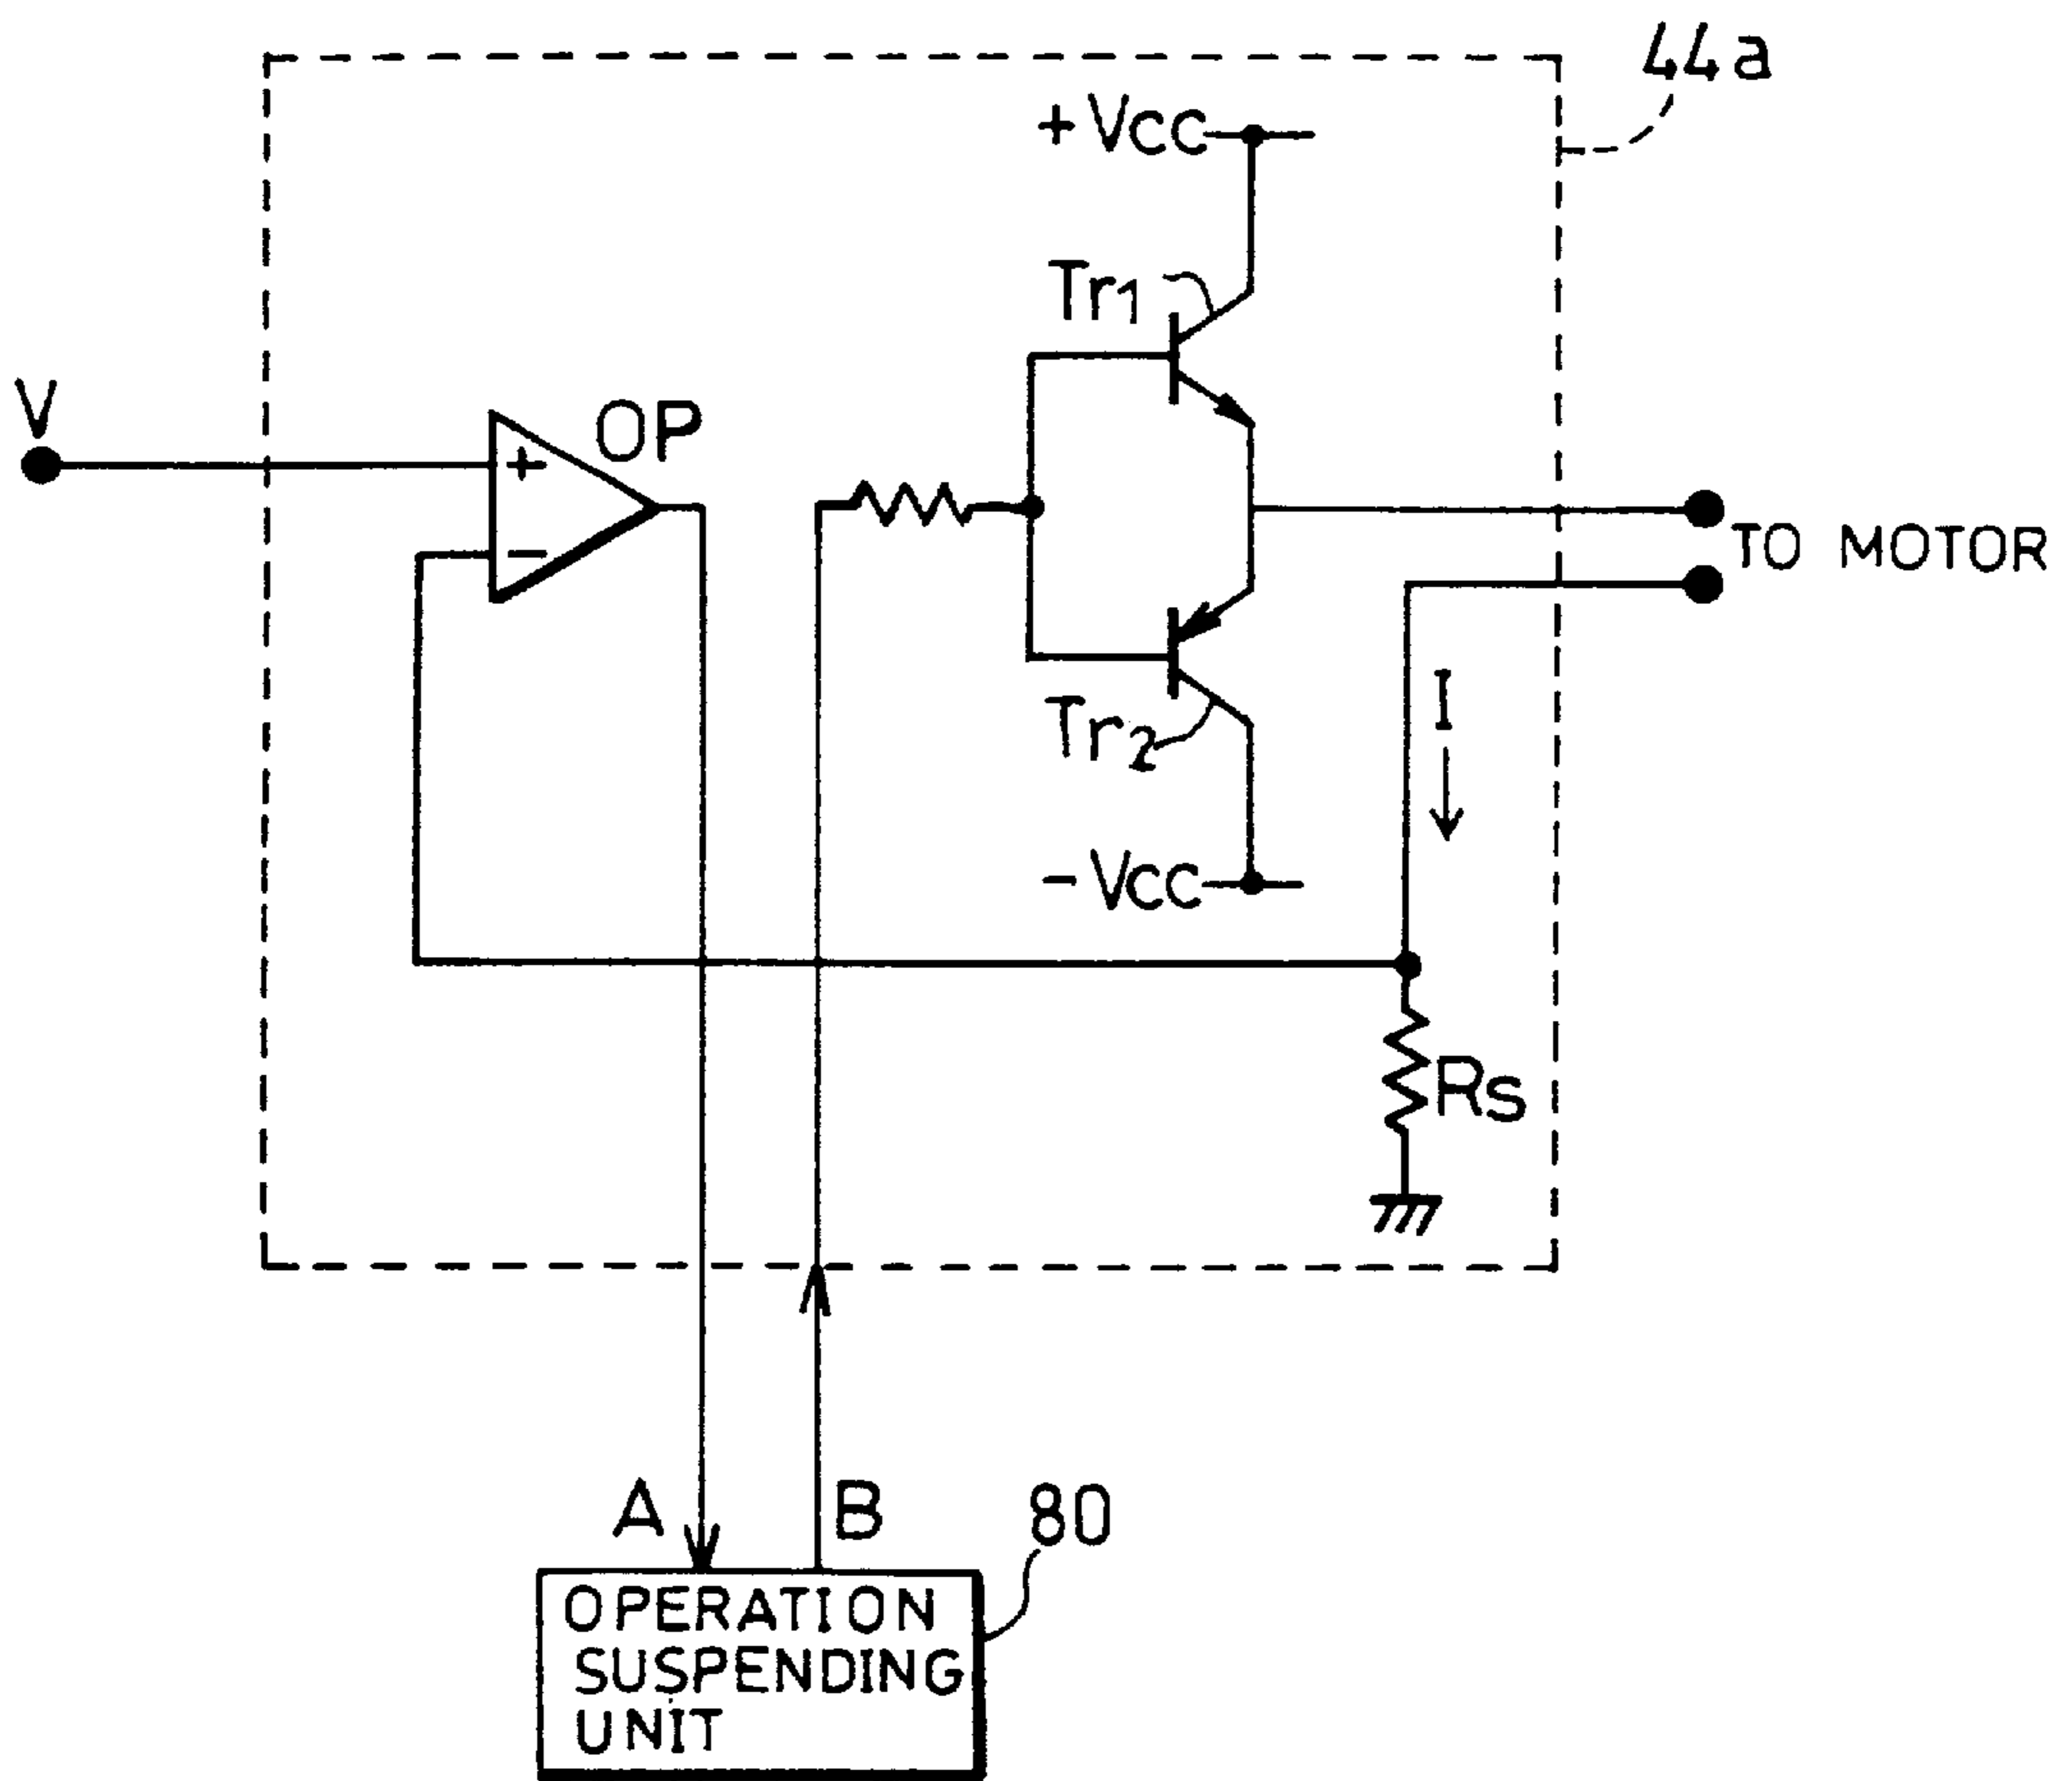 44a
+Vcc
Tr1
V
OP
+
−
TO MOTOR
I
Tr2
−Vcc
Rs
A
B
80
OPERATION
SUSPENDING
UNIT